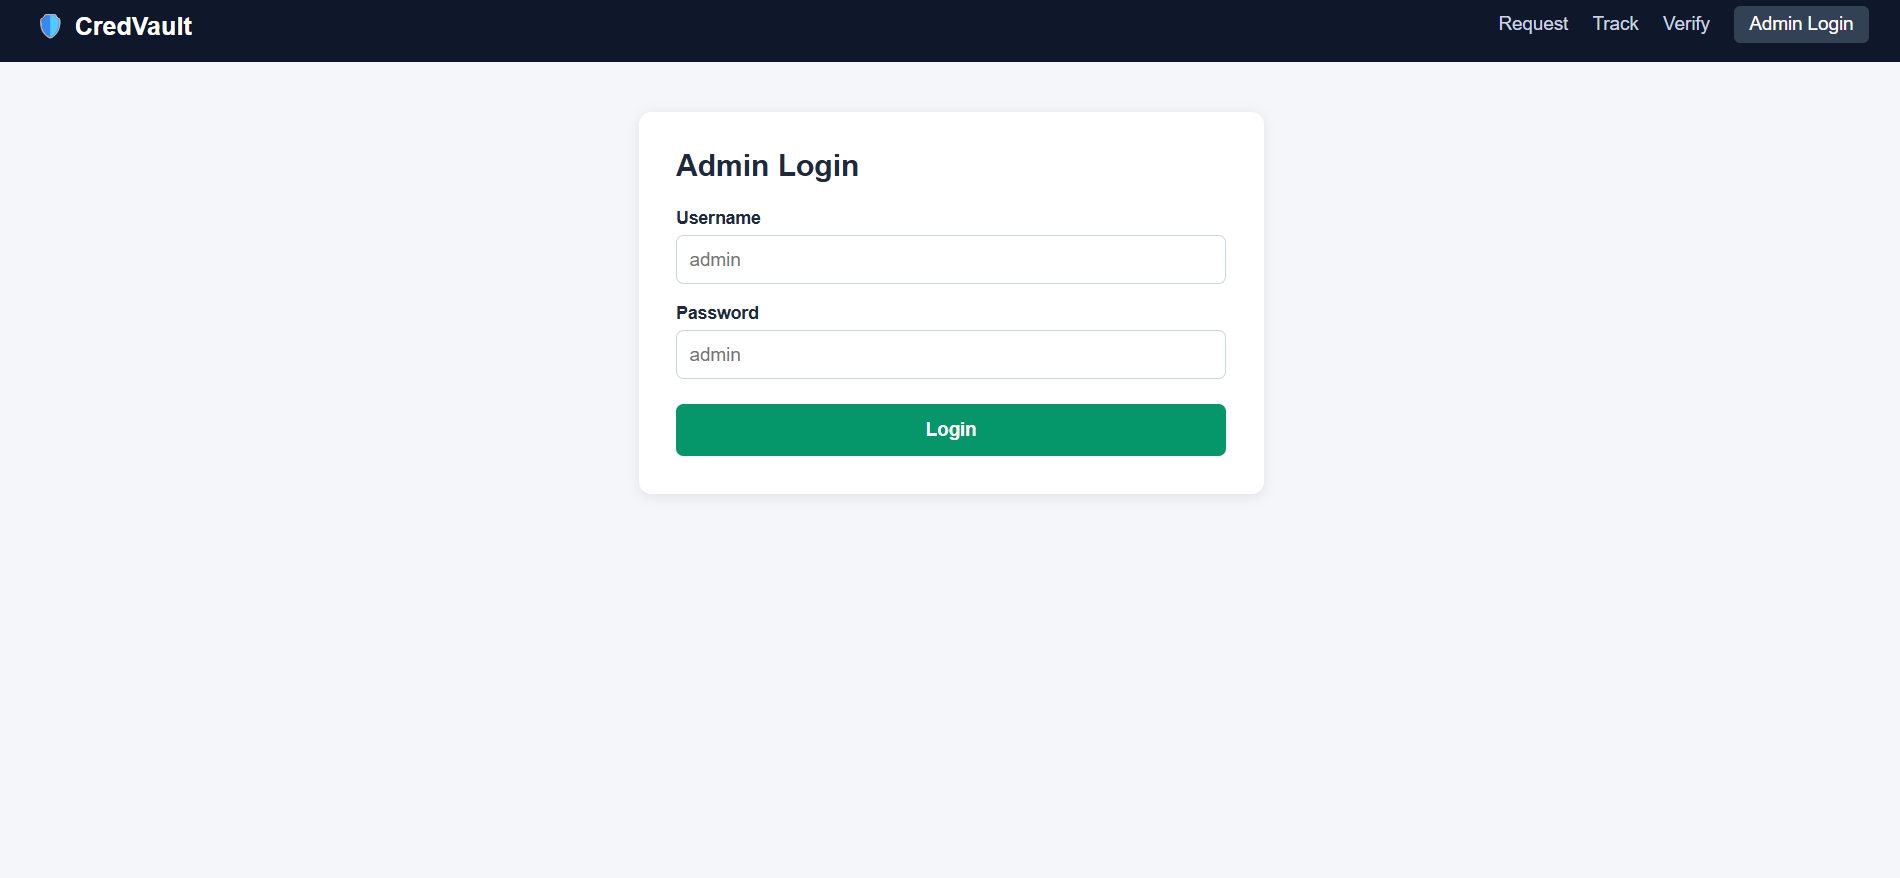 CredVault
Request Track Verify Admin Login
Admin Login
Username
admin
Password
admin
Login